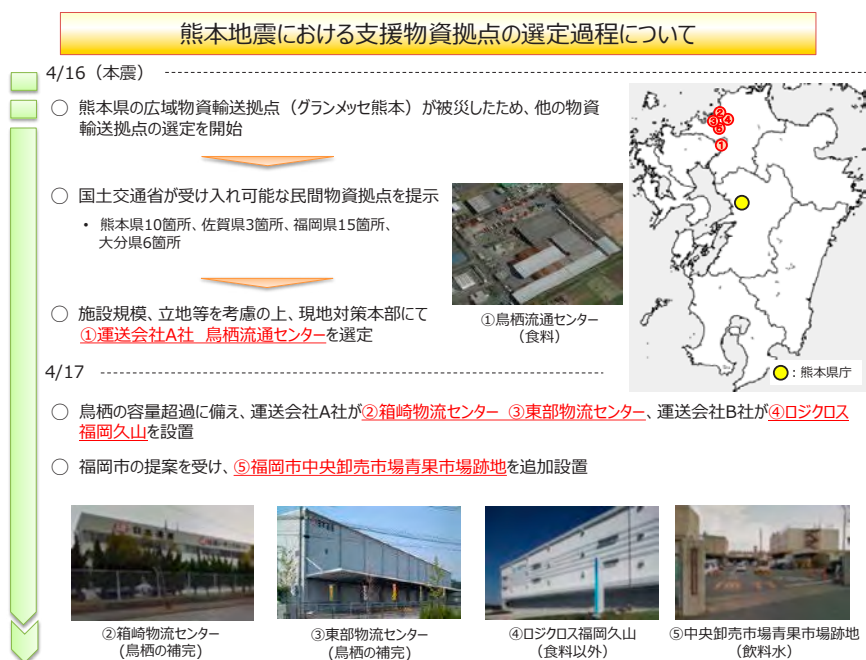 熊本地震における支援物資拠点の選定過程について
4/16（本震）
○ 熊本県の広域物資輸送拠点（グランメッセ熊本）が被災したため、他の物資
輸送拠点の選定を開始
○ 国土交通省が受け入れ可能な民間物資拠点を提示
• 熊本県10箇所、佐賀県3箇所、福岡県15箇所、
大分県6箇所
○ 施設規模、立地等を考慮の上、現地対策本部にて
①運送会社A社 鳥栖流通センターを選定
①鳥栖流通センター
（食料）
②
③
④
⑤
①
：熊本県庁
4/17
○ 鳥栖の容量超過に備え、運送会社A社が②箱崎物流センター ③東部物流センター、運送会社B社が④ロジクロス
福岡久山を設置
○ 福岡市の提案を受け、⑤福岡市中央卸売市場青果市場跡地を追加設置
②箱崎物流センター
（鳥栖の補完）
③東部物流センター
（鳥栖の補完）
④ロジクロス福岡久山
（食料以外）
⑤中央卸売市場青果市場跡地
（飲料水）